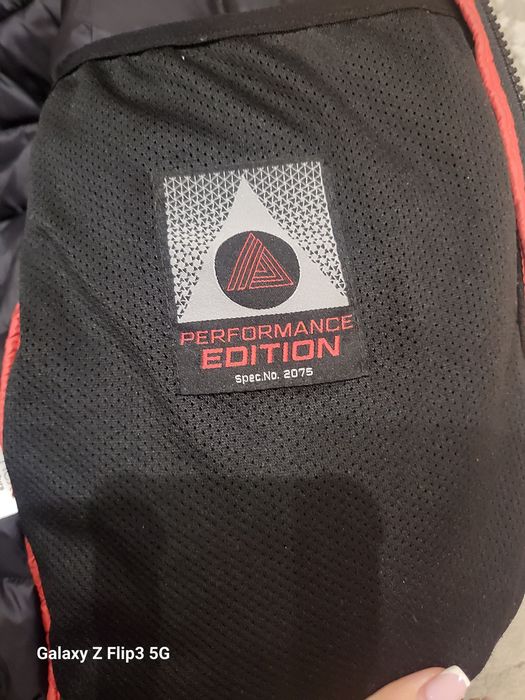 PERFORMANCE
EDITION
Spec.No. 2075
Galaxy Z Flip3 5G